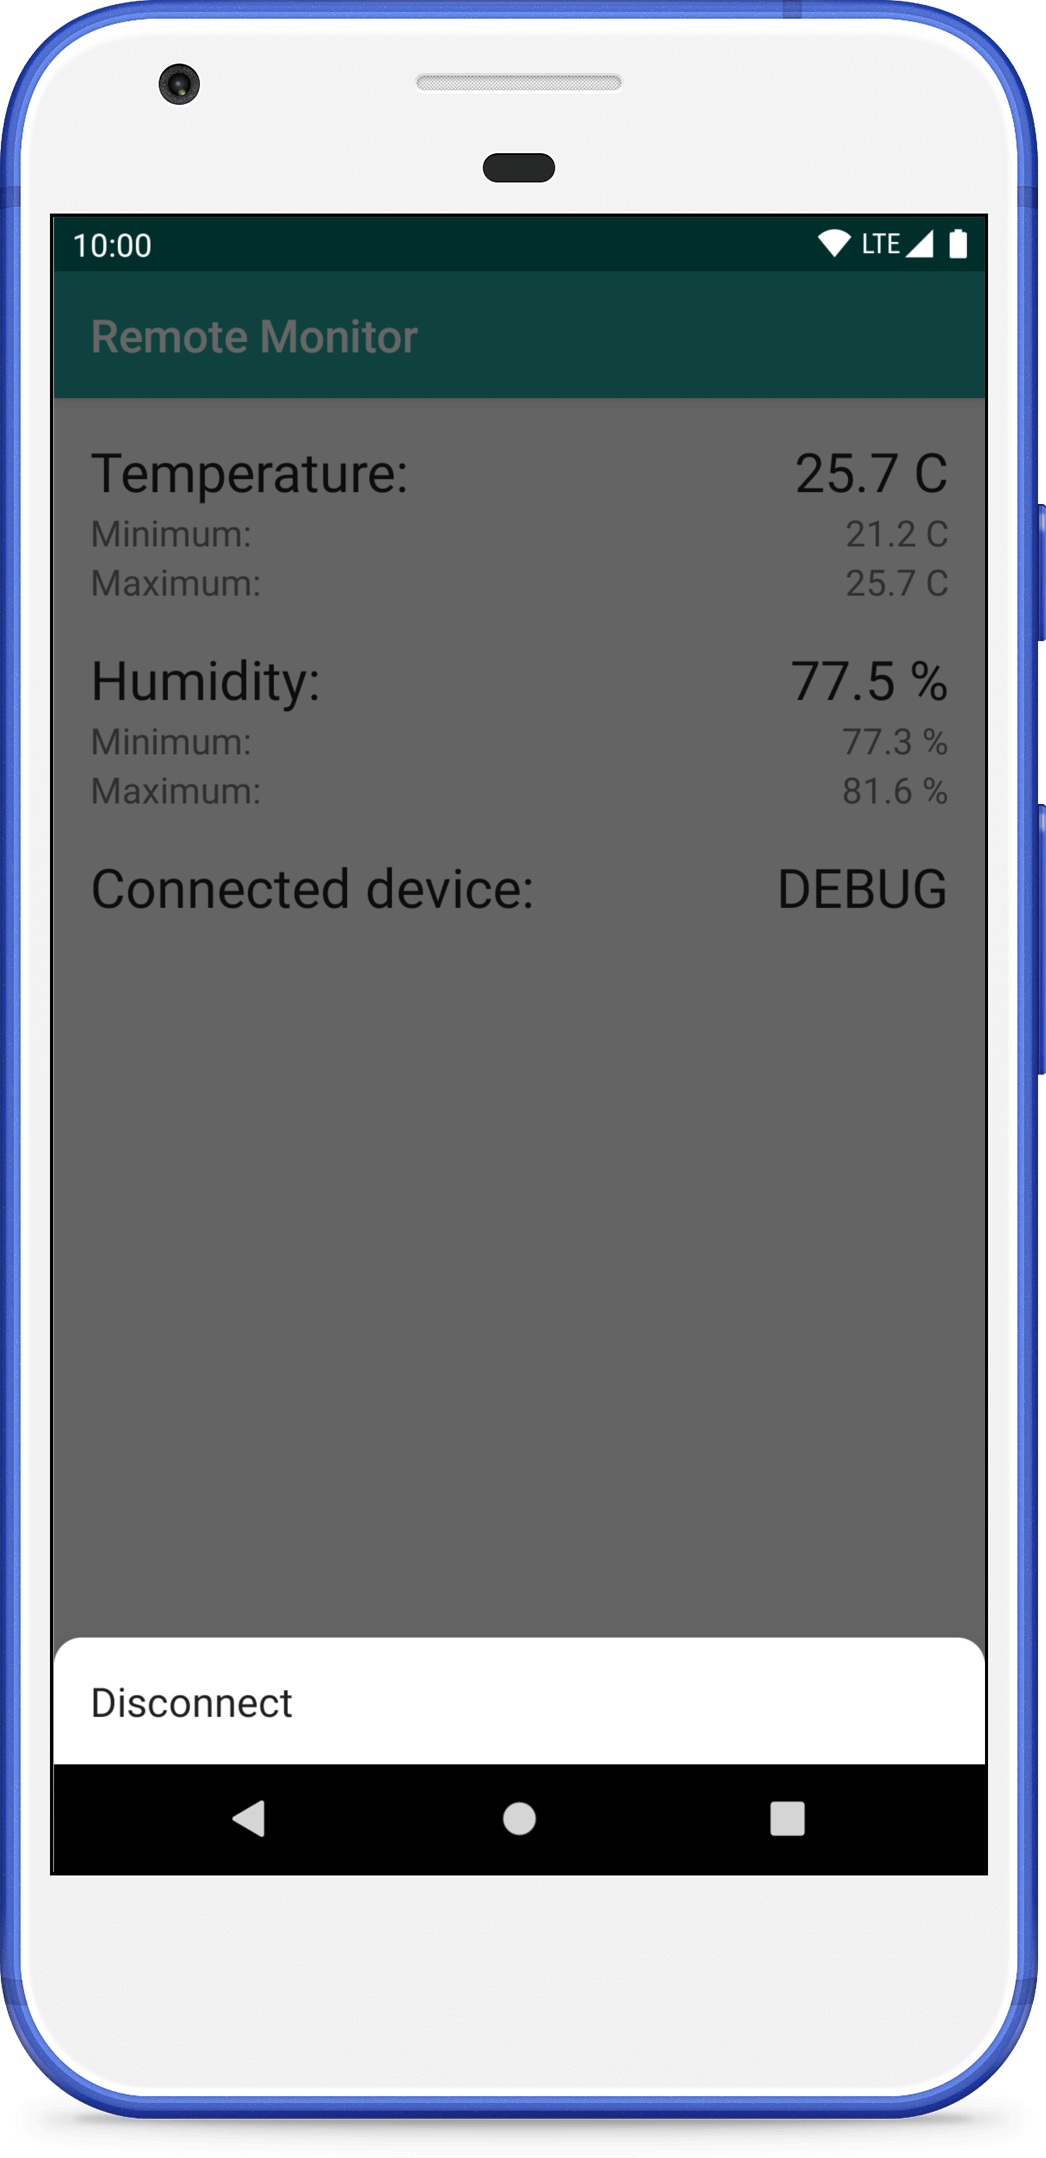 10:00 LTE
Remote Monitor
Temperature: 25.7 C
Minimum: 21.2 C
Maximum: 25.7 C
Humidity: 77.5 %
Minimum: 77.3 %
Maximum: 81.6 %
Connected device: DEBUG
Disconnect